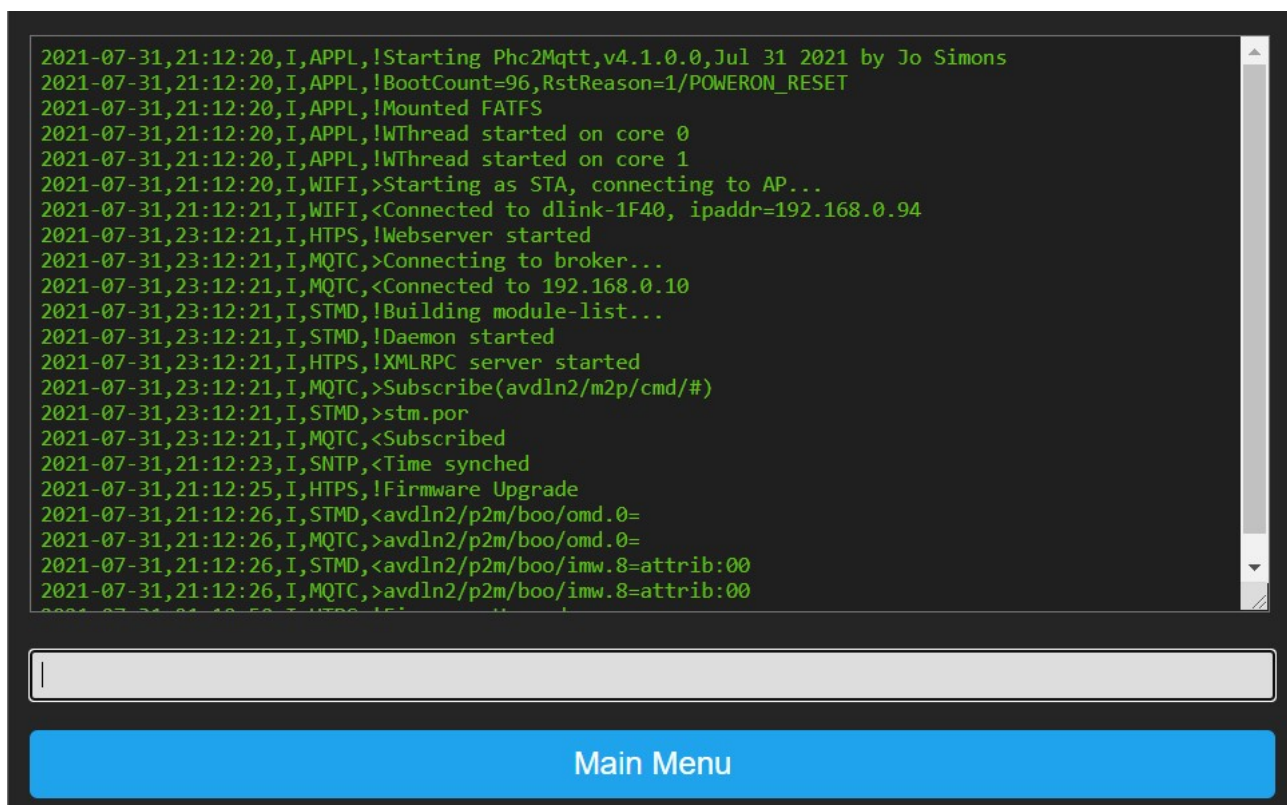 2021-07-31,21:12:20,I,APPL,!Starting Phc2Mqtt,v4.1.0.0,Jul 31 2021 by Jo Simons
2021-07-31,21:12:20,I,APPL,!BootCount=96,RstReason=1/POWERON_RESET
2021-07-31,21:12:20,I,APPL,!Mounted FATFS
2021-07-31,21:12:20,I,APPL,!WThread started on core 0
2021-07-31,21:12:20,I,APPL,!WThread started on core 1
2021-07-31,21:12:20,I,WIFI,>Starting as STA, connecting to AP...
2021-07-31,21:12:21,I,WIFI,<Connected to dlink-1F40, ipaddr=192.168.0.94
2021-07-31,23:12:21,I,HTPS,!Webserver started
2021-07-31,23:12:21,I,MQTC,>Connecting to broker...
2021-07-31,23:12:21,I,MQTC,<Connected to 192.168.0.10
2021-07-31,23:12:21,I,STMD,!Building module-list...
2021-07-31,23:12:21,I,STMD,!Daemon started
2021-07-31,23:12:21,I,HTPS,!XMLRPC server started
2021-07-31,23:12:21,I,MQTC,>Subscribe(avdln2/m2p/cmd/#)
2021-07-31,23:12:21,I,STMD,>stm.por
2021-07-31,23:12:21,I,MQTC,<Subscribed
2021-07-31,21:12:23,I,SNTP,<Time synched
2021-07-31,21:12:25,I,HTPS,!Firmware Upgrade
2021-07-31,21:12:26,I,STMD,<avdln2/p2m/boo/omd.0=
2021-07-31,21:12:26,I,MQTC,>avdln2/p2m/boo/omd.0=
2021-07-31,21:12:26,I,STMD,<avdln2/p2m/boo/imw.8=attrib:00
2021-07-31,21:12:26,I,MQTC,>avdln2/p2m/boo/imw.8=attrib:00
Main Menu